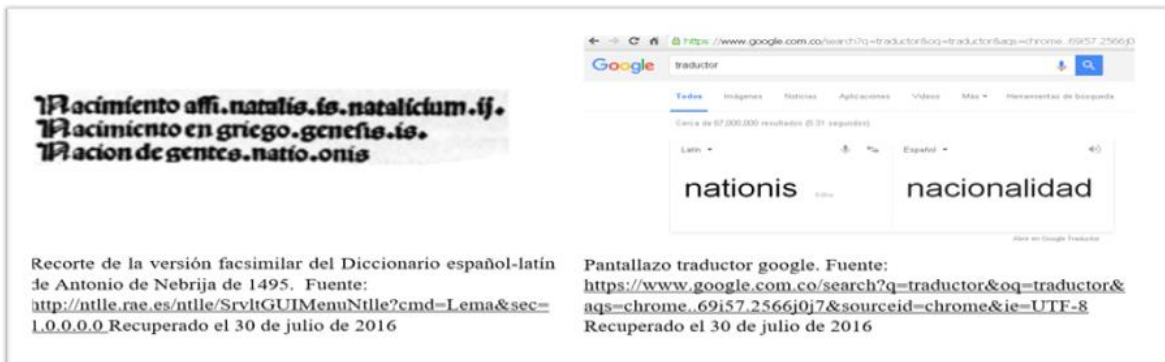 Nacimiento assi.natalis.is.natalicium.ij.
Nacimiento en griego.genesis.is.
Nacion de gentes.natio.onis
Recorte de la versión facsimilar del Diccionario español-latín
de Antonio de Nebrija de 1495. Fuente:
http://ntlle.rae.es/ntlle/SrvltGUIMenuNtlle?cmd=Lema&sec=
1.0.0.0.0 Recuperado el 30 de julio de 2016
https://www.google.com.co/search?q=traductor&oq=traductor&aqs=chrome..69i57.2566j0
Google traductor
Todos Imágenes Noticias Aplicaciones Videos Más Herramientas de búsqueda
Cerca de 67,000,000 resultados (0.31 segundos)
Latín Español
nationis nacionalidad
Abrir en Google Traductor
Pantallazo traductor google. Fuente:
https://www.google.com.co/search?q=traductor&oq=traductor&
aqs=chrome..69i57.2566j0j7&sourceid=chrome&ie=UTF-8
Recuperado el 30 de julio de 2016